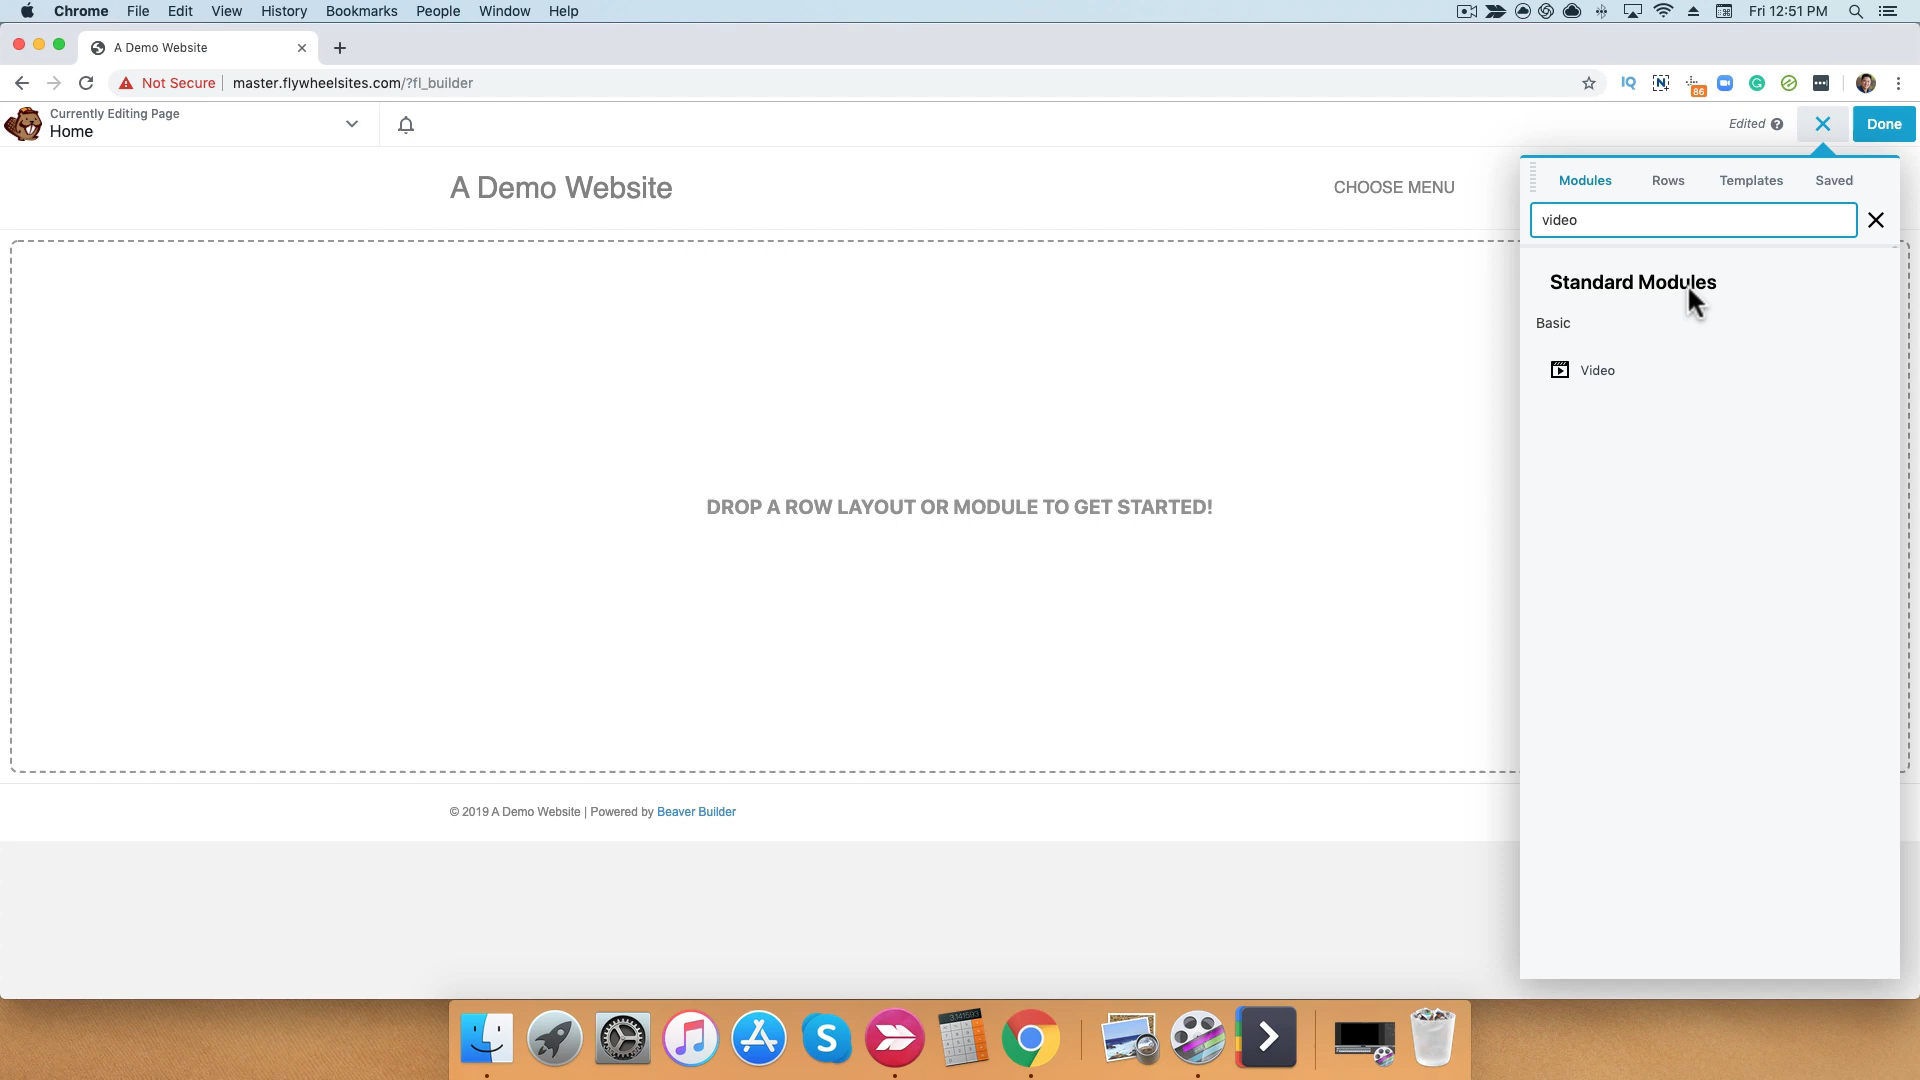 Chrome File Edit View History Bookmarks People Window Help Fri 12:51 PM
A Demo Website
Not Secure master.flywheelsites.com/?fl_builder
86
Currently Editing Page
Home
Edited
Done
A Demo Website
CHOOSE MENU
Modules Rows Templates Saved
video
Standard Modules
Basic
Video
DROP A ROW LAYOUT OR MODULE TO GET STARTED!
© 2019 A Demo Website | Powered by Beaver Builder